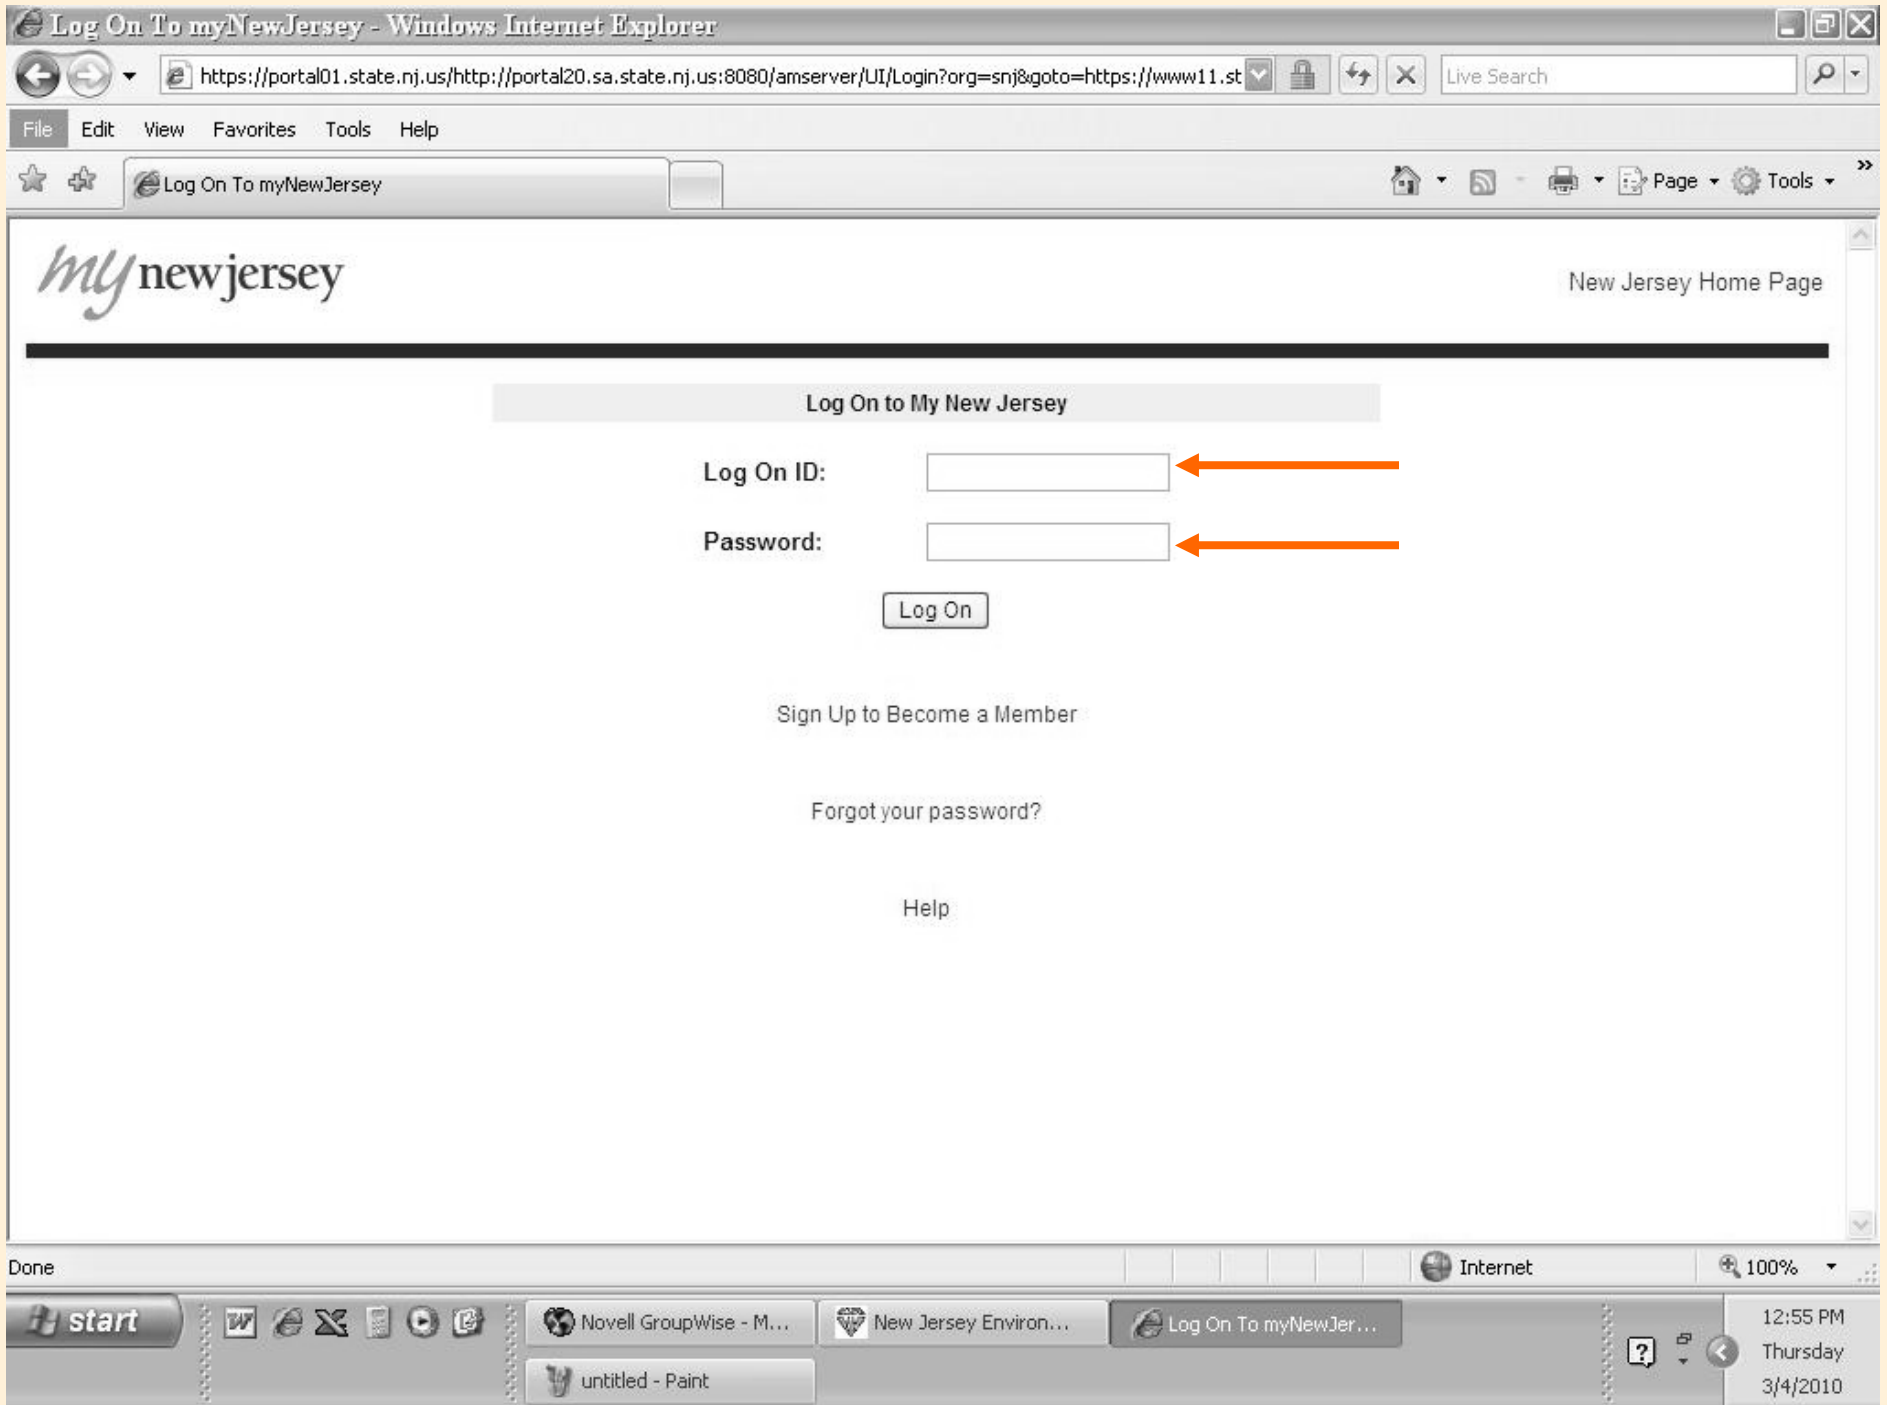 Log On To myNewJersey - Windows Internet Explorer
https://portal01.state.nj.us/http://portal20.sa.state.nj.us:8080/amserver/UI/Login?org=snj&goto=https://www11.st
Live Search
File Edit View Favorites Tools Help
Log On To myNewJersey
Page Tools
my newjersey
New Jersey Home Page
Log On to My New Jersey
Log On ID:
Password:
Log On
Sign Up to Become a Member
Forgot your password?
Help
Done Internet 100%
start Novell GroupWise - M... New Jersey Environ... Log On To myNewJer... 12:55 PM
Thursday
untitled - Paint 3/4/2010